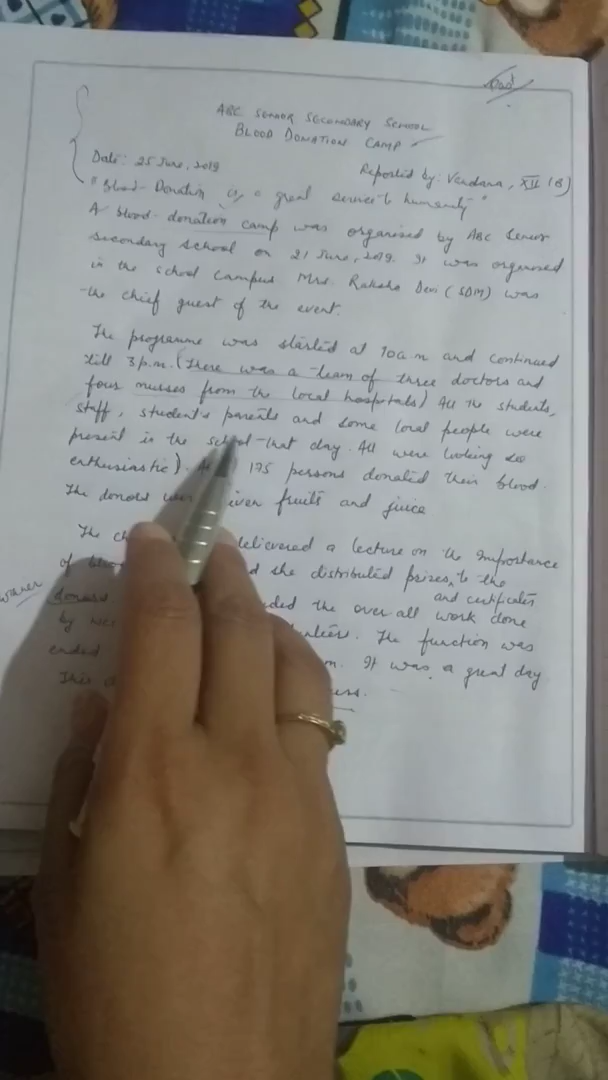 ABC SENIOR SECONDARY SCHOOL
BLOOD DONATION CAMP
Date: 25 June, 2019
Reported by: Vandana, XII (B)
"Blood-Donation is a great service to humanity"
A blood-donation camp was organised by ABC Senior
secondary school on 21 June, 2019. It was organised
in the school campus Mrs. Raksha Devi (SDM) was
the chief guest of the event.
The programme was started at 10 a.m and continued
till 3 p.m. (There was a team of three doctors and
four nurses from the local hospitals) All the students,
staff, student's parents and some local people were
present in the school that day. All were looking so
enthusiastic). 175 persons donated their blood.
The donors were given fruits and juice
The delivered a lecture on the importance
of she distributed prizes, to the
and certificates
donors the over all work done
by The function was
ended It was a great day
This